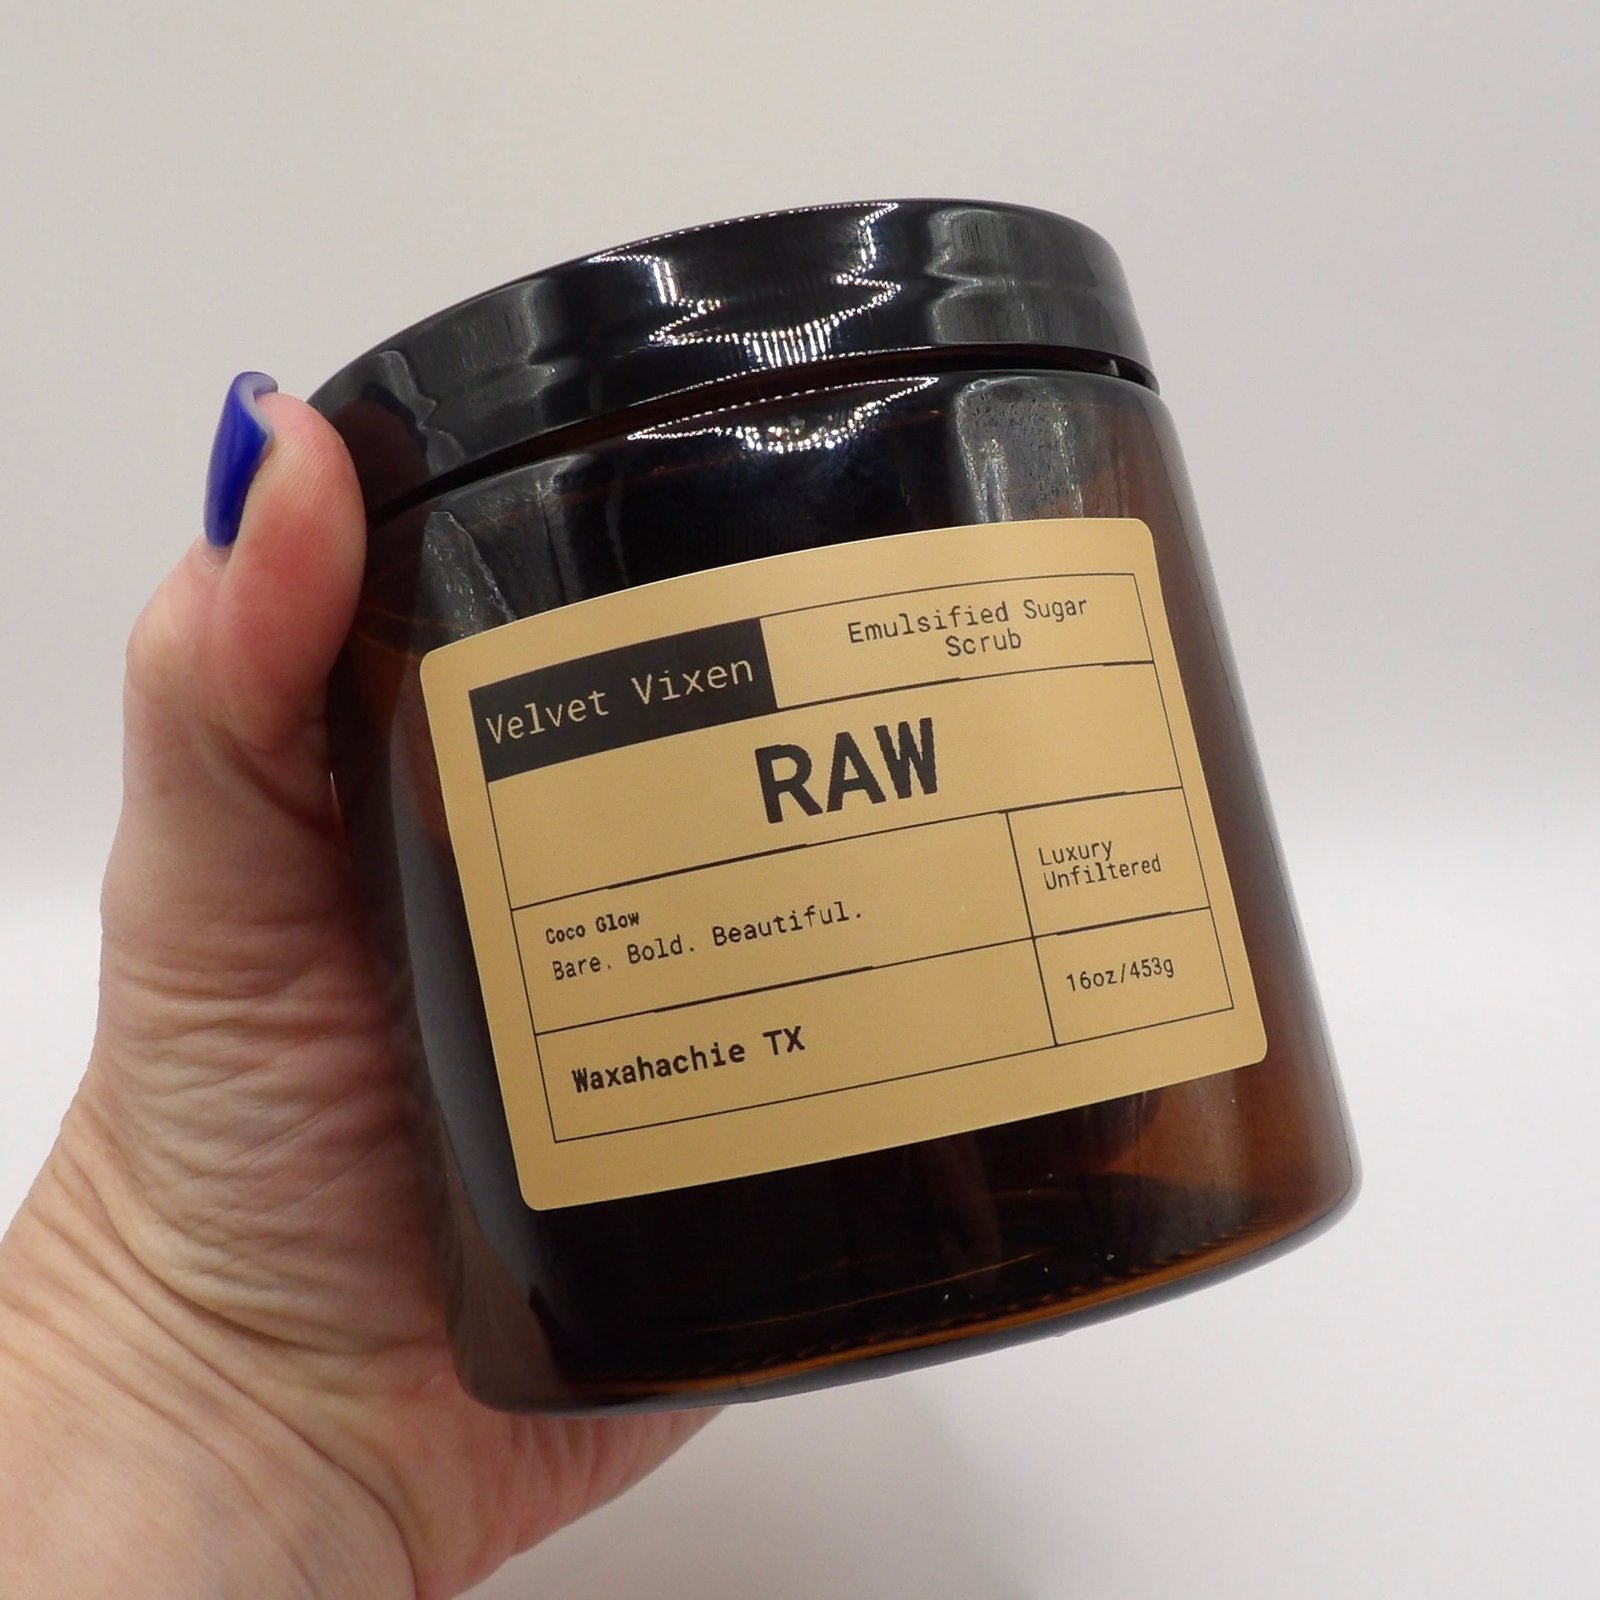 Velvet Vixen
Emulsified Sugar
Scrub
RAW
Coco Glow
Bare. Bold. Beautiful.
Luxury
Unfiltered
Waxahachie TX
16oz/453g